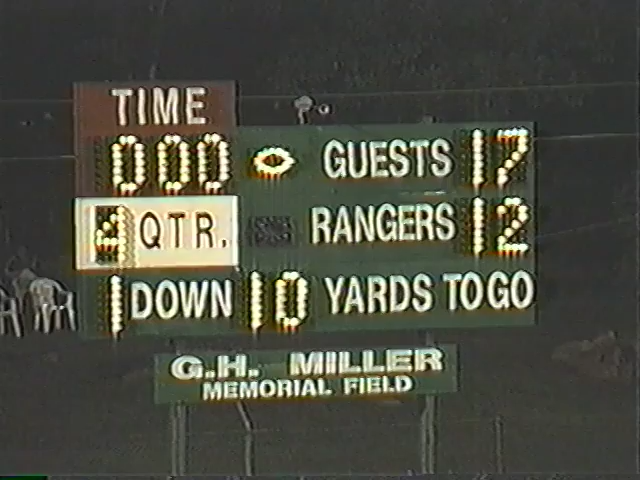 TIME
000 GUESTS 17
4 QTR. RANGERS 12
1 DOWN 10 YARDS TO GO
G.H. MILLER
MEMORIAL FIELD